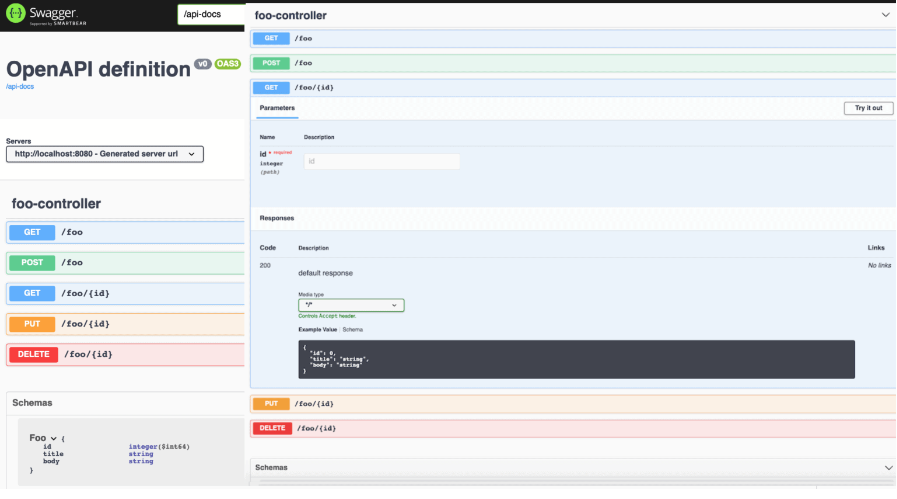 {···} Swagger.
Supported by SMARTBEAR
/api-docs
OpenAPI definition v0 OAS3
/api-docs
Servers
http://localhost:8080 - Generated server url
foo-controller
GET /foo
POST /foo
GET /foo/{id}
PUT /foo/{id}
DELETE /foo/{id}
Schemas
Foo {
id integer($int64)
title string
body string
}
foo-controller
GET /foo
POST /foo
GET /foo/{id}
Parameters
Try it out
Name Description
id * required
integer
(path)
id
Responses
Code Description Links
200 No links
default response
Media type
*/*
Controls Accept header.
Example Value Schema
{
"id": 0,
"title": "string",
"body": "string"
}
PUT /foo/{id}
DELETE /foo/{id}
Schemas